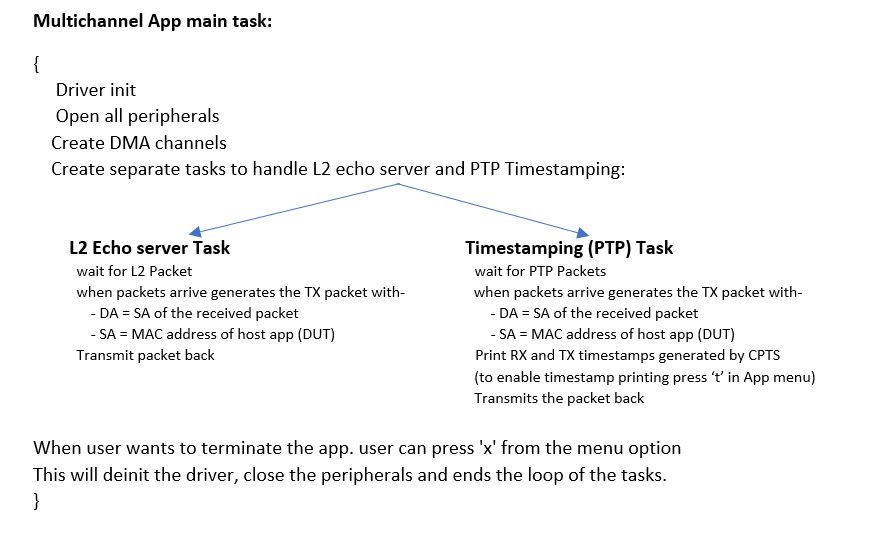 Multichannel App main task:
{
Driver init
Open all peripherals
Create DMA channels
Create separate tasks to handle L2 echo server and PTP Timestamping:
L2 Echo server Task
wait for L2 Packet
when packets arrive generates the TX packet with-
- DA = SA of the received packet
- SA = MAC address of host app (DUT)
Transmit packet back
Timestamping (PTP) Task
wait for PTP Packets
when packets arrive generates the TX packet with-
- DA = SA of the received packet
- SA = MAC address of host app (DUT)
Print RX and TX timestamps generated by CPTS
(to enable timestamp printing press ‘t’ in App menu)
Transmits the packet back
When user wants to terminate the app. user can press 'x' from the menu option
This will deinit the driver, close the peripherals and ends the loop of the tasks.
}